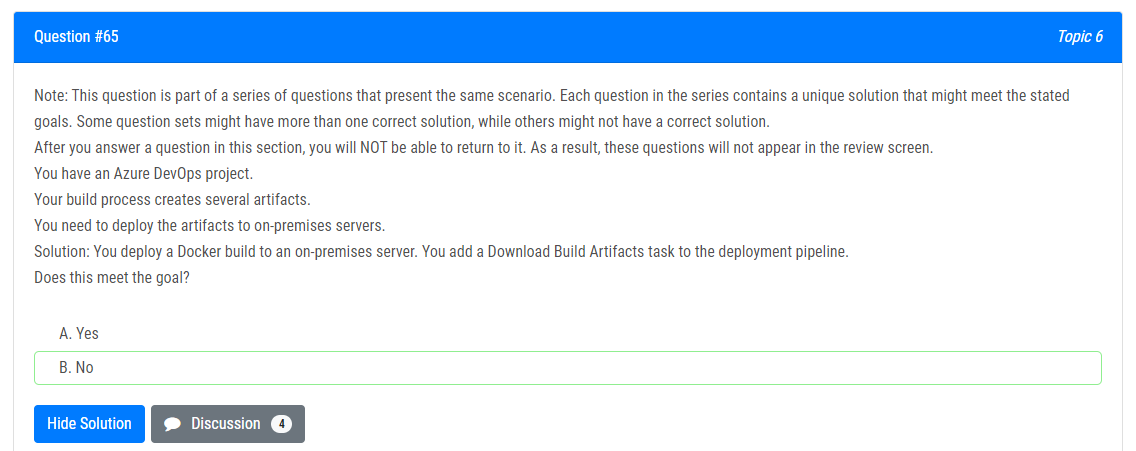 Question #65
Topic 6
Note: This question is part of a series of questions that present the same scenario. Each question in the series contains a unique solution that might meet the stated
goals. Some question sets might have more than one correct solution, while others might not have a correct solution.
After you answer a question in this section, you will NOT be able to return to it. As a result, these questions will not appear in the review screen.
You have an Azure DevOps project.
Your build process creates several artifacts.
You need to deploy the artifacts to on-premises servers.
Solution: You deploy a Docker build to an on-premises server. You add a Download Build Artifacts task to the deployment pipeline.
Does this meet the goal?
A. Yes
B. No
Hide Solution
Discussion 4